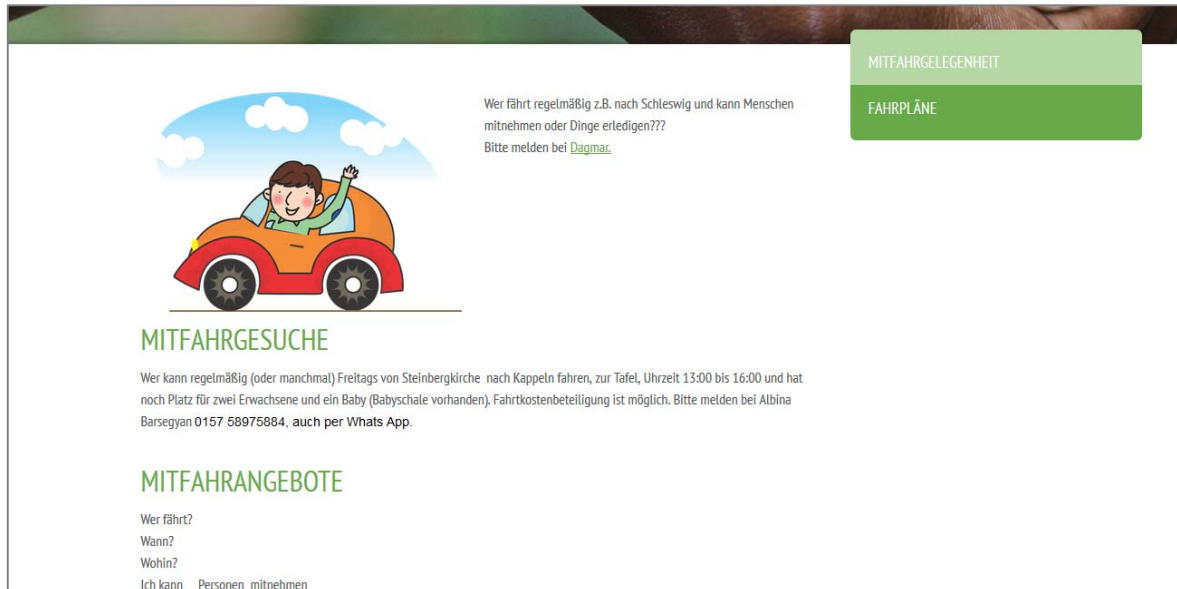 MITFAHRGELEGENHEIT
FAHRPLÄNE
Wer fährt regelmäßig z.B. nach Schleswig und kann Menschen
mitnehmen oder Dinge erledigen???
Bitte melden bei Dagmar.
MITFAHRGESUCHE
Wer kann regelmäßig (oder manchmal) Freitags von Steinbergkirche nach Kappeln fahren, zur Tafel, Uhrzeit 13:00 bis 16:00 und hat
noch Platz für zwei Erwachsene und ein Baby (Babyschale vorhanden). Fahrtkostenbeteiligung ist möglich. Bitte melden bei Albina
Barsegyan 0157 58975884, auch per Whats App.
MITFAHRANGEBOTE
Wer fährt?
Wann?
Wohin?
Ich kann __ Personen mitnehmen